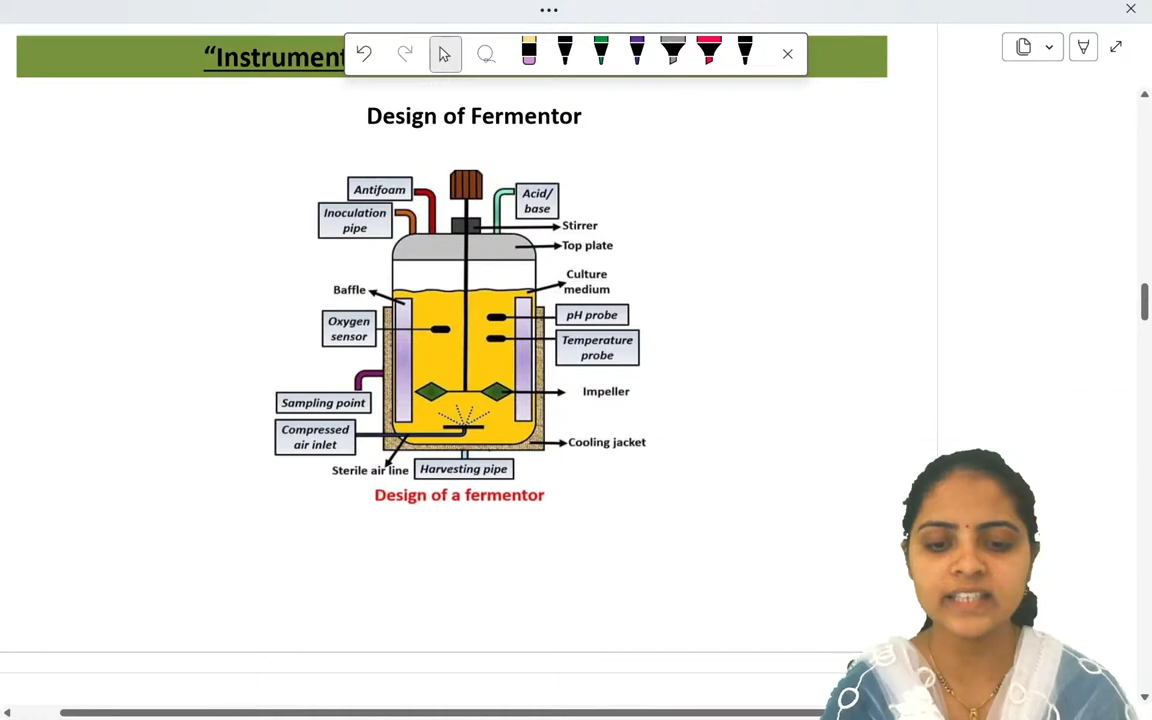 “Instrument
Design of Fermentor
Antifoam
Acid/
base
Inoculation
pipe
Stirrer
Top plate
Culture
medium
Baffle
Oxygen
sensor
pH probe
Temperature
probe
Impeller
Sampling point
Compressed
air inlet
Cooling jacket
Sterile air line
Harvesting pipe
Design of a fermentor